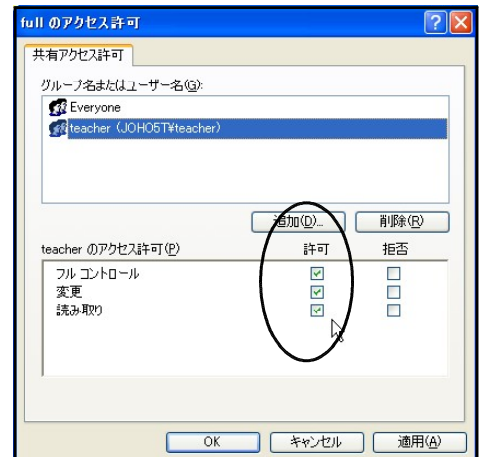 full のアクセス許可
共有アクセス許可
グループ名またはユーザー名(G):
Everyone
teacher (JOHO5T¥teacher)
追加(D)... 削除(R)
teacher のアクセス許可(P) 許可 拒否
フル コントロール
変更
読み取り
OK キャンセル 適用(A)